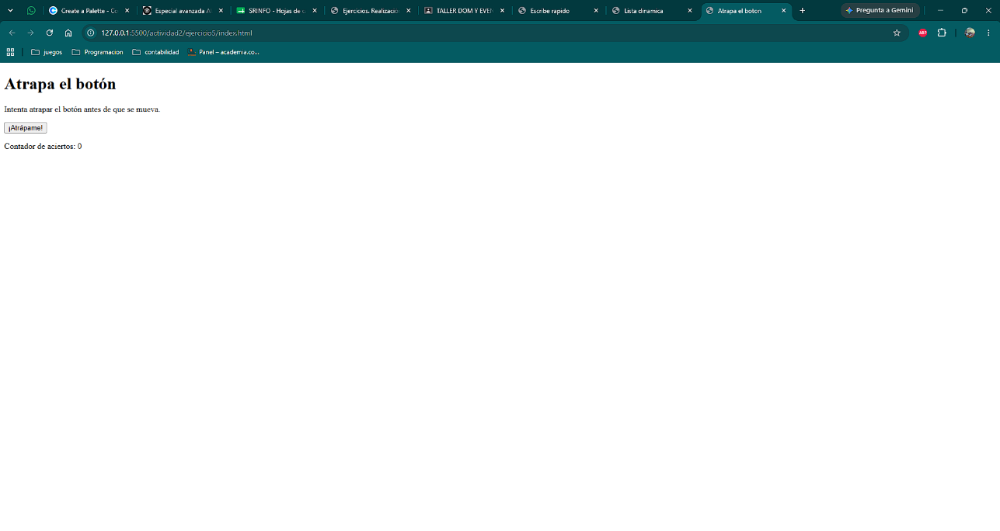 Create a Palette - Co
Especial avanzada A
SRINFO - Hojas de c
Ejercicios. Realizacio
TALLER DOM Y EVEN
Escribe rapido
Lista dinamica
Atrapa el boton
Pregunta a Gemini
127.0.0.1:5500/actividad2/ejercicio5/index.html
ABP
juegos
Programacion
contabilidad
Panel – academia.co...
Atrapa el botón
Intenta atrapar el botón antes de que se mueva.
¡Atrápame!
Contador de aciertos: 0